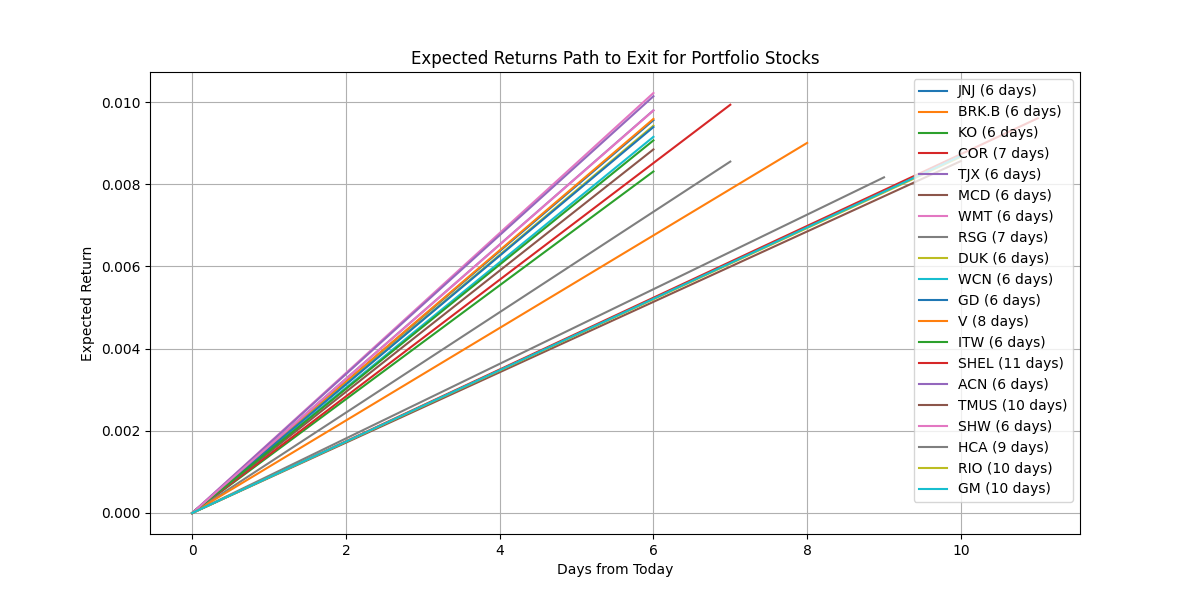 Expected Returns Path to Exit for Portfolio Stocks
Expected Return
0.010
0.008
0.006
0.004
0.002
0.000
JNJ (6 days)
BRK.B (6 days)
KO (6 days)
COR (7 days)
TJX (6 days)
MCD (6 days)
WMT (6 days)
RSG (7 days)
DUK (6 days)
WCN (6 days)
GD (6 days)
V (8 days)
ITW (6 days)
SHEL (11 days)
ACN (6 days)
TMUS (10 days)
SHW (6 days)
HCA (9 days)
RIO (10 days)
GM (10 days)
0 2 4 6 8 10
Days from Today